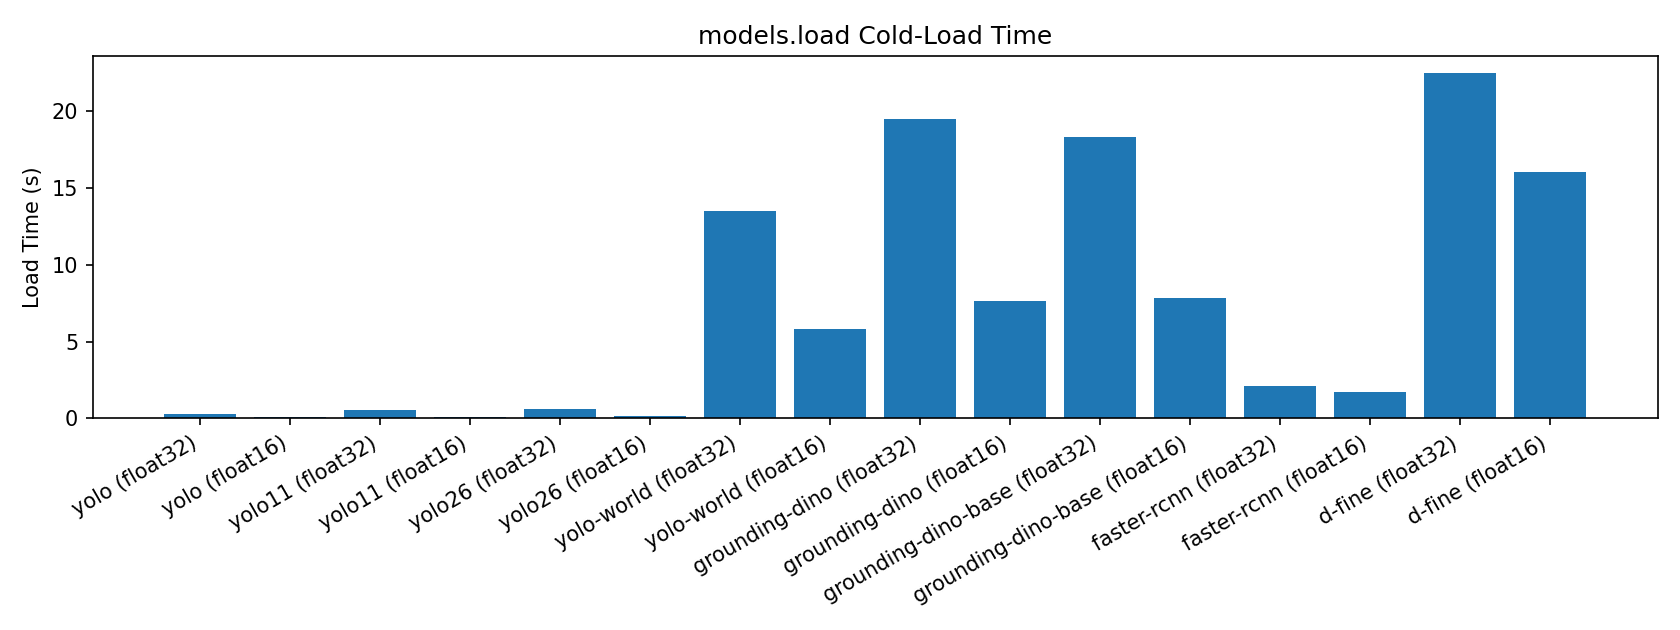 models.load Cold-Load Time
Load Time (s)
20
15
10
5
0
yolo (float32)
yolo (float16)
yolo11 (float32)
yolo11 (float16)
yolo26 (float32)
yolo26 (float16)
yolo-world (float32)
yolo-world (float16)
grounding-dino (float32)
grounding-dino (float16)
grounding-dino-base (float32)
grounding-dino-base (float16)
faster-rcnn (float32)
faster-rcnn (float16)
d-fine (float32)
d-fine (float16)